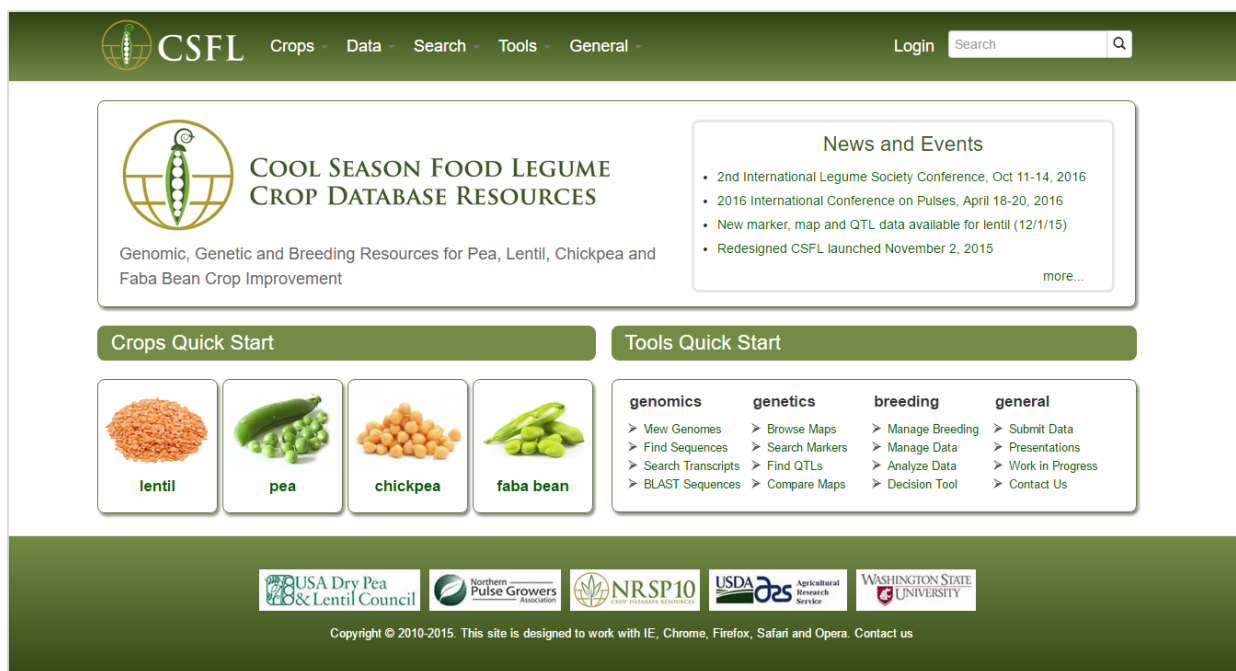 CSFL
Crops
Data
Search
Tools
General
Login
Search
COOL SEASON FOOD LEGUME
CROP DATABASE RESOURCES
Genomic, Genetic and Breeding Resources for Pea, Lentil, Chickpea and
Faba Bean Crop Improvement
News and Events
• 2nd International Legume Society Conference, Oct 11-14, 2016
• 2016 International Conference on Pulses, April 18-20, 2016
• New marker, map and QTL data available for lentil (12/1/15)
• Redesigned CSFL launched November 2, 2015
more...
Crops Quick Start
lentil
pea
chickpea
faba bean
Tools Quick Start
genomics
➢ View Genomes
➢ Find Sequences
➢ Search Transcripts
➢ BLAST Sequences
genetics
➢ Browse Maps
➢ Search Markers
➢ Find QTLs
➢ Compare Maps
breeding
➢ Manage Breeding
➢ Manage Data
➢ Analyze Data
➢ Decision Tool
general
➢ Submit Data
➢ Presentations
➢ Work in Progress
➢ Contact Us
USA Dry Pea
& Lentil Council
Northern
Pulse Growers
Association
NRSP10
CROP DATABASE RESOURCES
USDA
ars
Agricultural
Research
Service
WASHINGTON STATE
UNIVERSITY
Copyright © 2010-2015. This site is designed to work with IE, Chrome, Firefox, Safari and Opera. Contact us